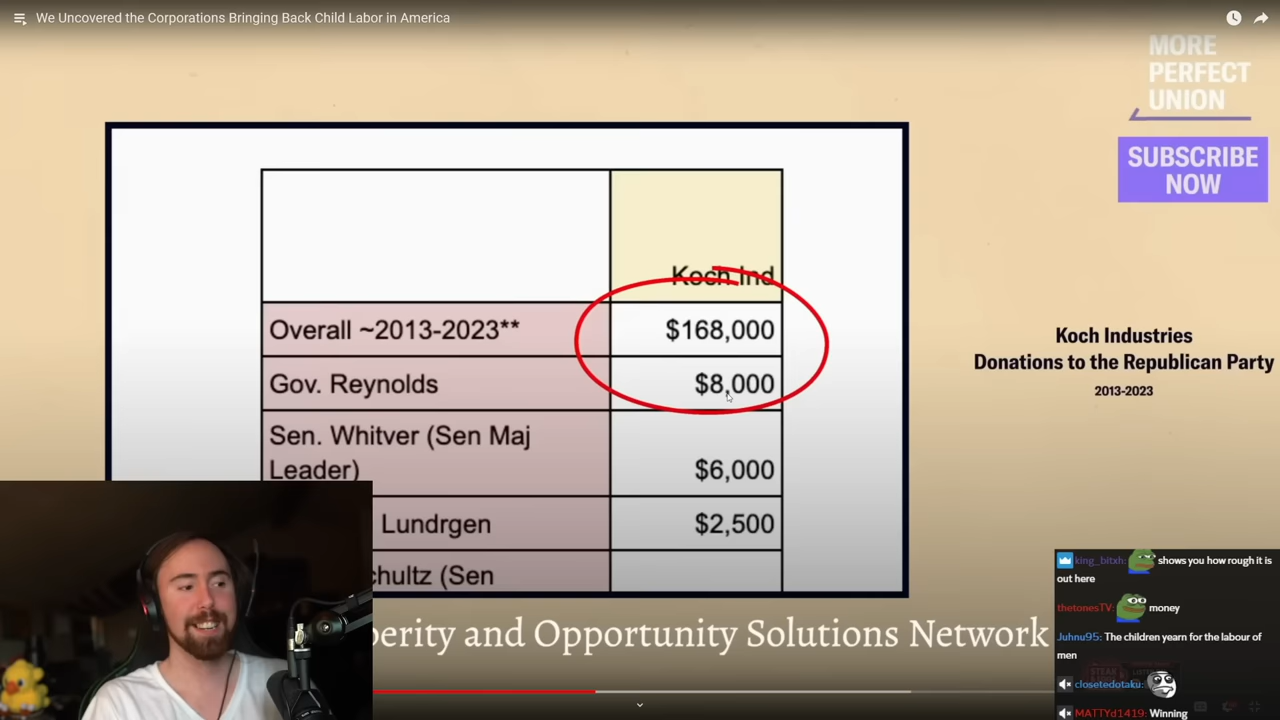 We Uncovered the Corporations Bringing Back Child Labor in America
MORE
PERFECT
UNION
SUBSCRIBE
NOW
Koch Ind
Overall ~2013-2023** $168,000
Gov. Reynolds $8,000
Sen. Whitver (Sen Maj
Leader) $6,000
Lundrgen $2,500
chultz (Sen
Koch Industries
Donations to the Republican Party
2013-2023
perity and Opportunity Solutions Network
king_bitxh: shows you how rough it is
out here
thetonesTV: money
Juhnu95: The children yearn for the labour of
men
closetedotaku:
MATTYd1419: Winning